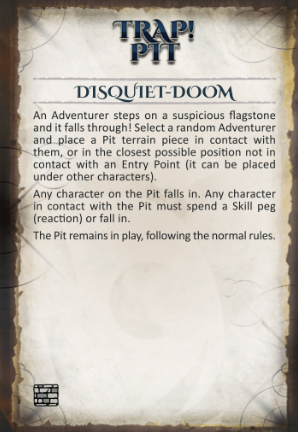 TRAP!
PIT
DISQUIET-DOOM
An Adventurer steps on a suspicious flagstone
and it falls through! Select a random Adventurer
and place a Pit terrain piece in contact with
them, or in the closest possible position not in
contact with an Entry Point (it can be placed
under other characters).
Any character on the Pit falls in. Any character
in contact with the Pit must spend a Skill peg
(reaction) or fall in.
The Pit remains in play, following the normal rules.